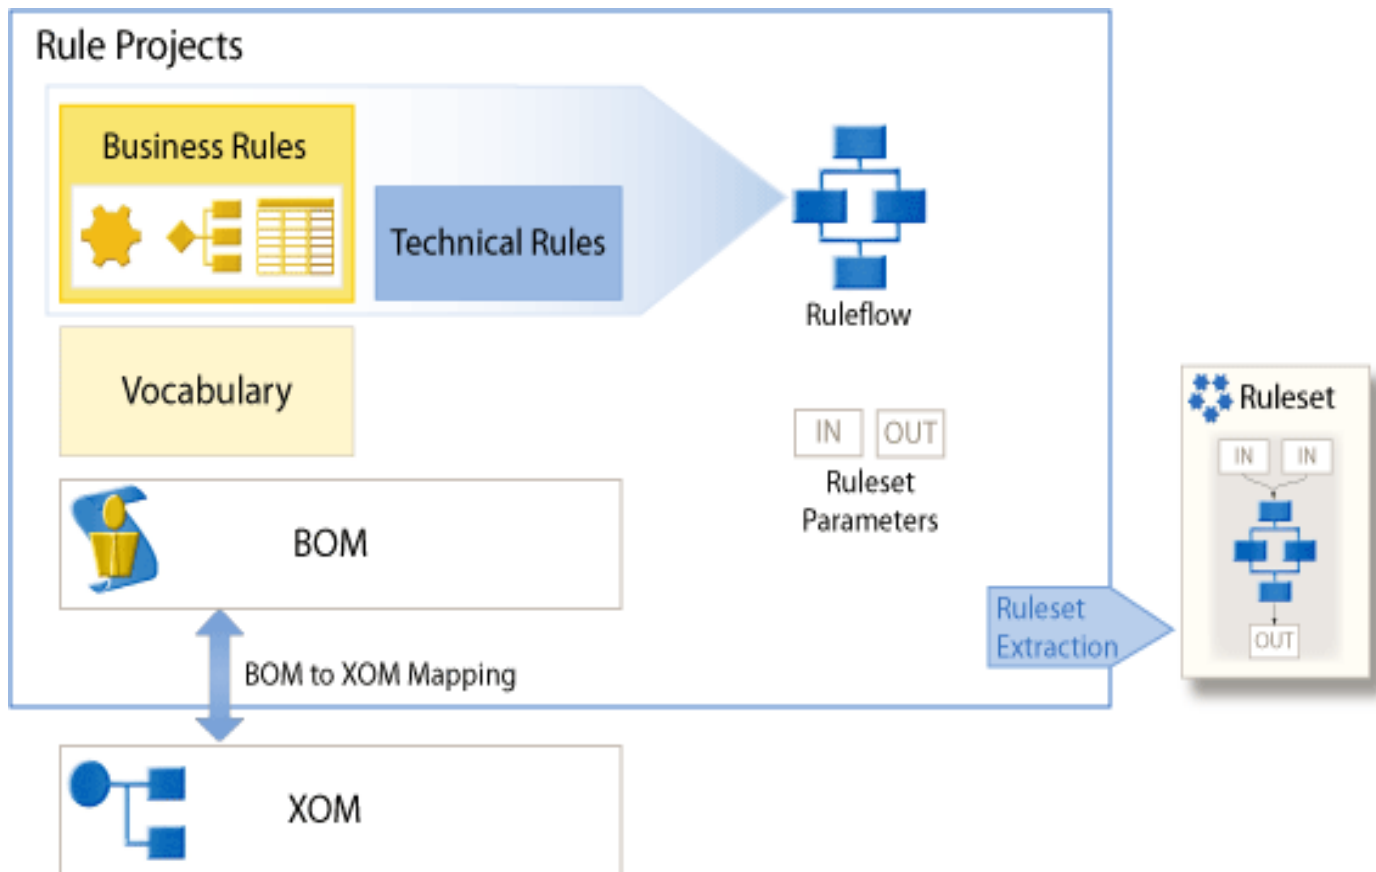 Rule Projects
Business Rules
Technical Rules
Ruleflow
Vocabulary
IN OUT
Ruleset
Parameters
BOM
BOM to XOM Mapping
XOM
Ruleset
Extraction
Ruleset
IN IN
OUT